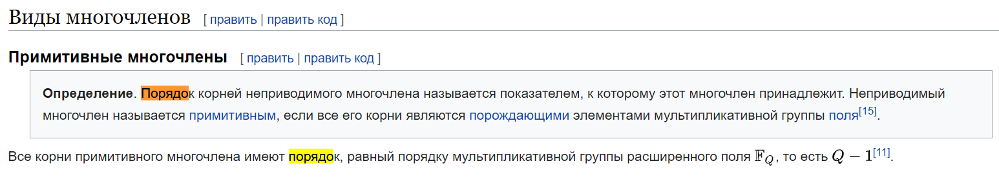 Виды многочленов [ править | править код ]
Примитивные многочлены [ править | править код ]
Определение. Порядок корней неприводимого многочлена называется показателем, к которому этот многочлен принадлежит. Неприводимый
многочлен называется примитивным, если все его корни являются порождающими элементами мультипликативной группы поля[15].
Все корни примитивного многочлена имеют порядок, равный порядку мультипликативной группы расширенного поля 𝔽_Q, то есть Q − 1[11].